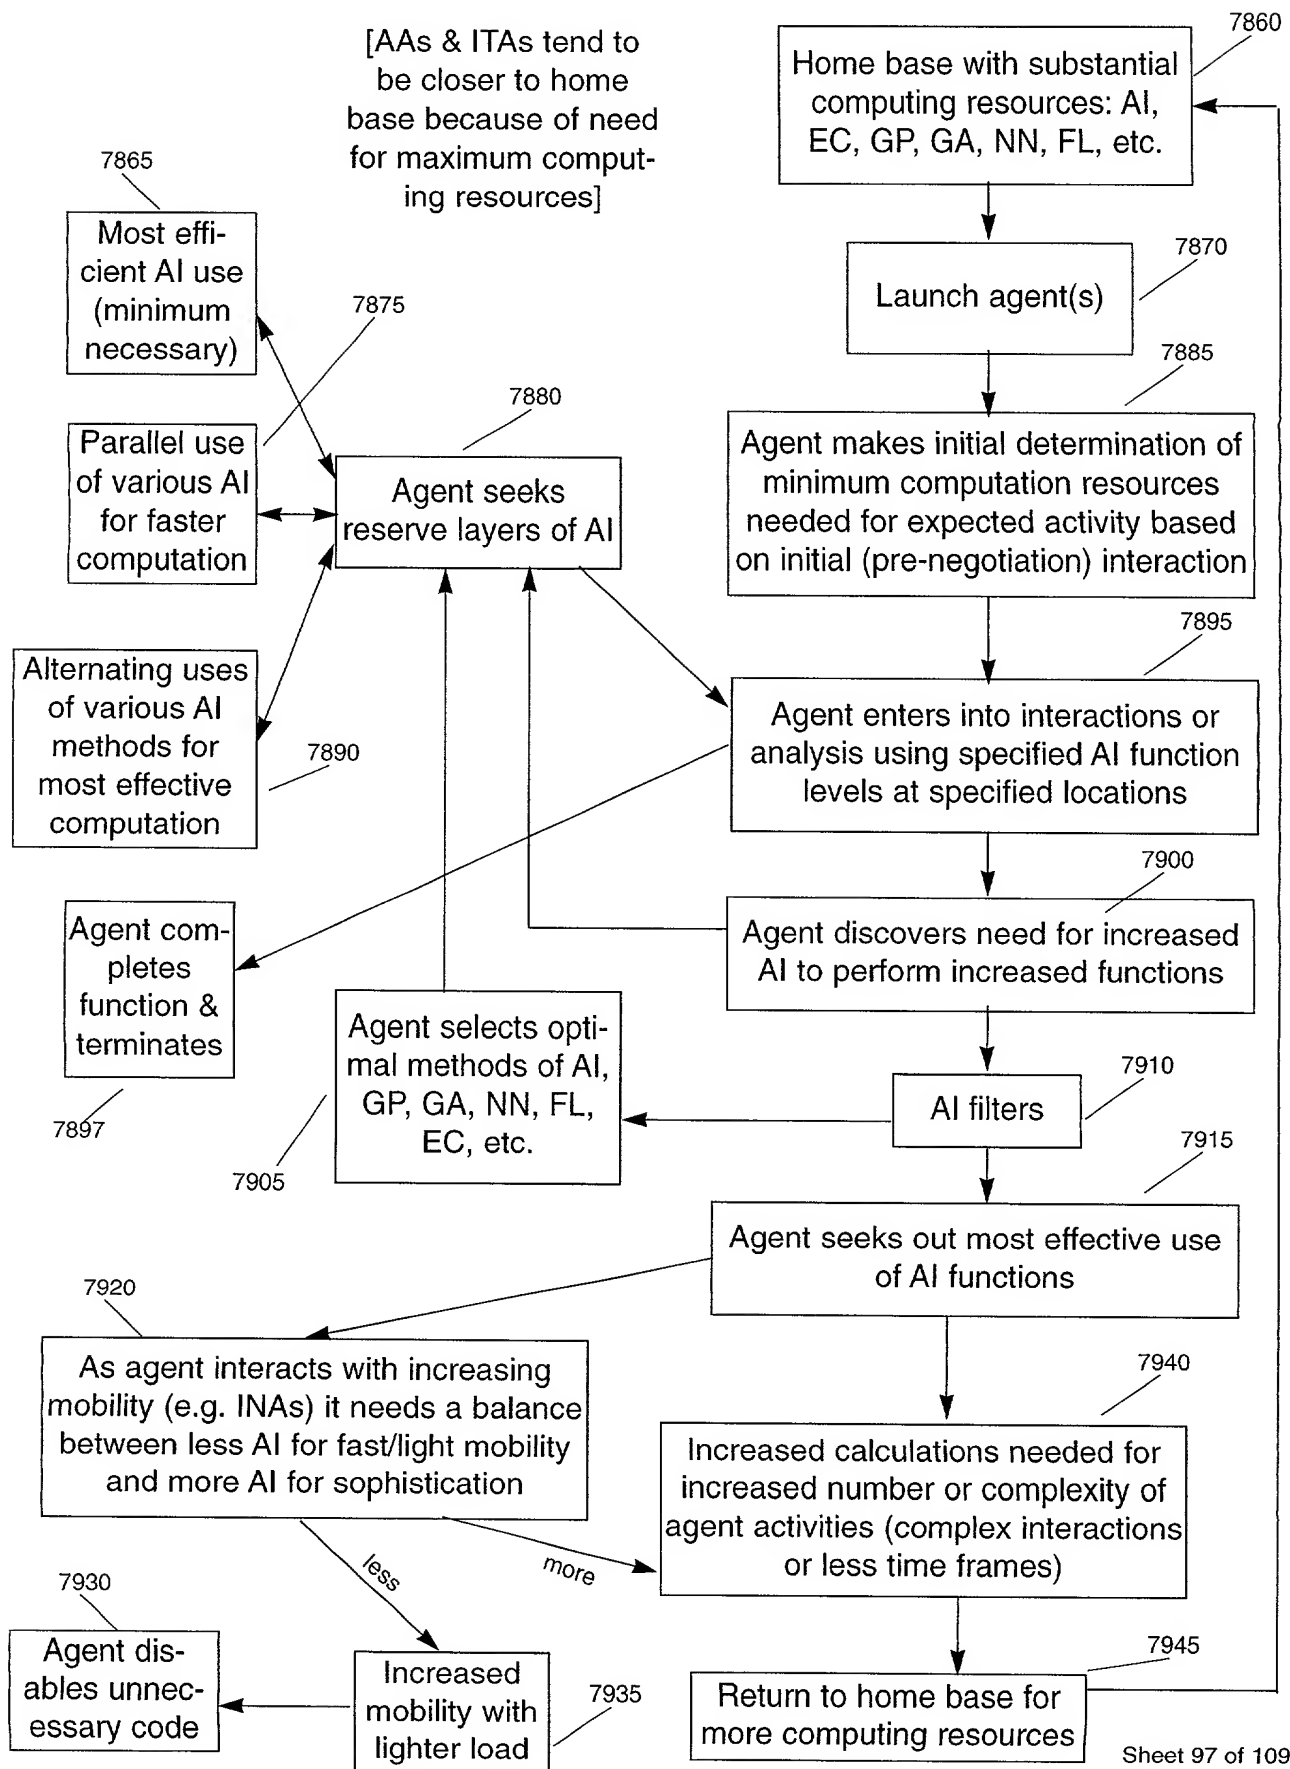 [AAs & ITAs tend to
be closer to home
base because of need
for maximum comput-
ing resources]
7860
Home base with substantial
computing resources: AI,
EC, GP, GA, NN, FL, etc.
7865
Most effi-
cient AI use
(minimum
necessary)
7870
Launch agent(s)
7875
Parallel use
of various AI
for faster
computation
7880
Agent seeks
reserve layers of AI
7885
Agent makes initial determination of
minimum computation resources
needed for expected activity based
on initial (pre-negotiation) interaction
Alternating uses
of various AI
methods for
most effective
computation
7890
7895
Agent enters into interactions or
analysis using specified AI function
levels at specified locations
Agent com-
pletes
function &
terminates
7897
7900
Agent discovers need for increased
AI to perform increased functions
Agent selects opti-
mal methods of AI,
GP, GA, NN, FL,
EC, etc.
7905
AI filters
7910
7915
Agent seeks out most effective use
of AI functions
7920
As agent interacts with increasing
mobility (e.g. INAs) it needs a balance
between less AI for fast/light mobility
and more AI for sophistication
less
more
7940
Increased calculations needed for
increased number or complexity of
agent activities (complex interactions
or less time frames)
7930
Agent dis-
ables unnec-
essary code
Increased
mobility with
lighter load
7935
7945
Return to home base for
more computing resources
Sheet 97 of 109